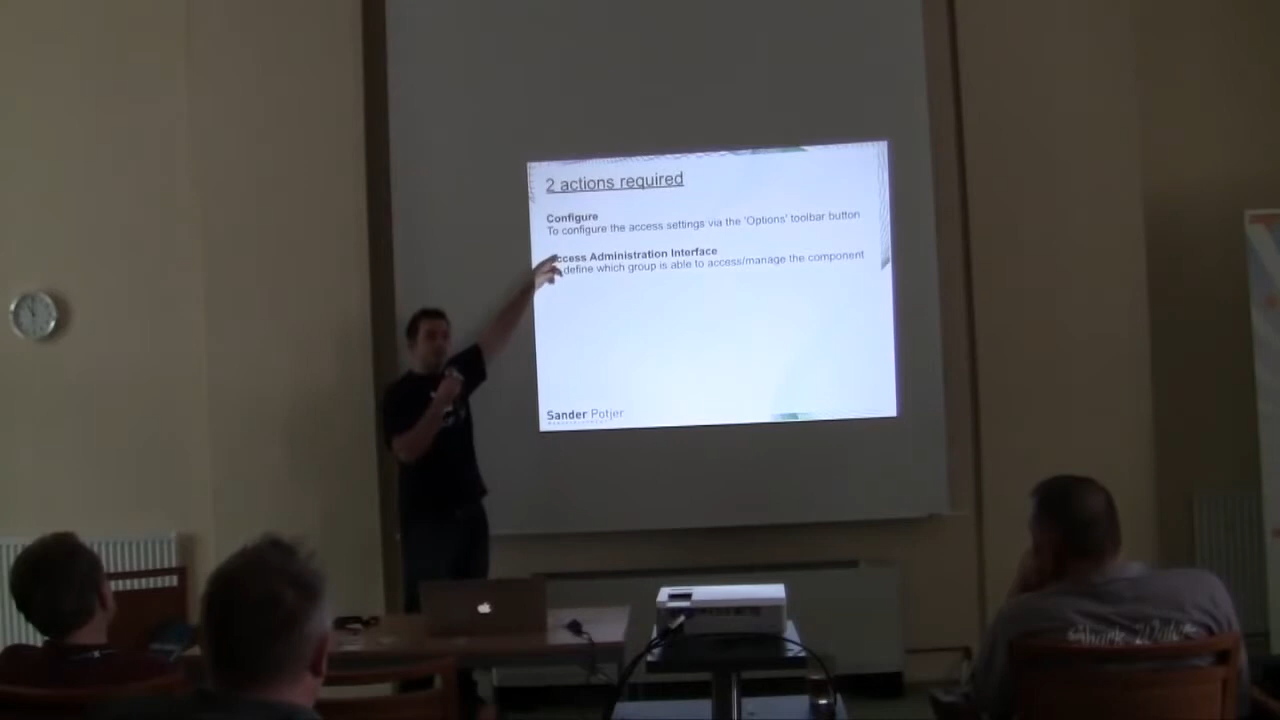 2 actions required
Configure
To configure the access settings via the 'Options' toolbar button
ccess Administration Interface
define which group is able to access/manage the component
Sander Potjer